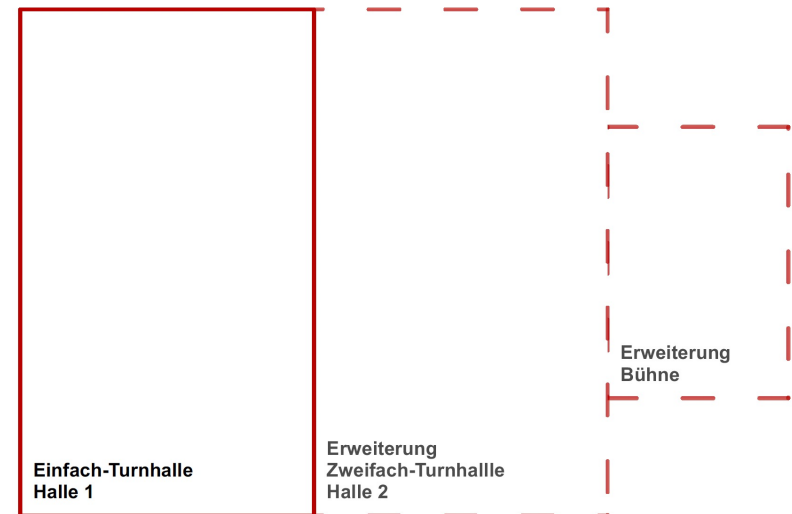 Einfach-Turnhalle
Halle 1
Erweiterung
Zweifach-Turnhallle
Halle 2
Erweiterung
Bühne